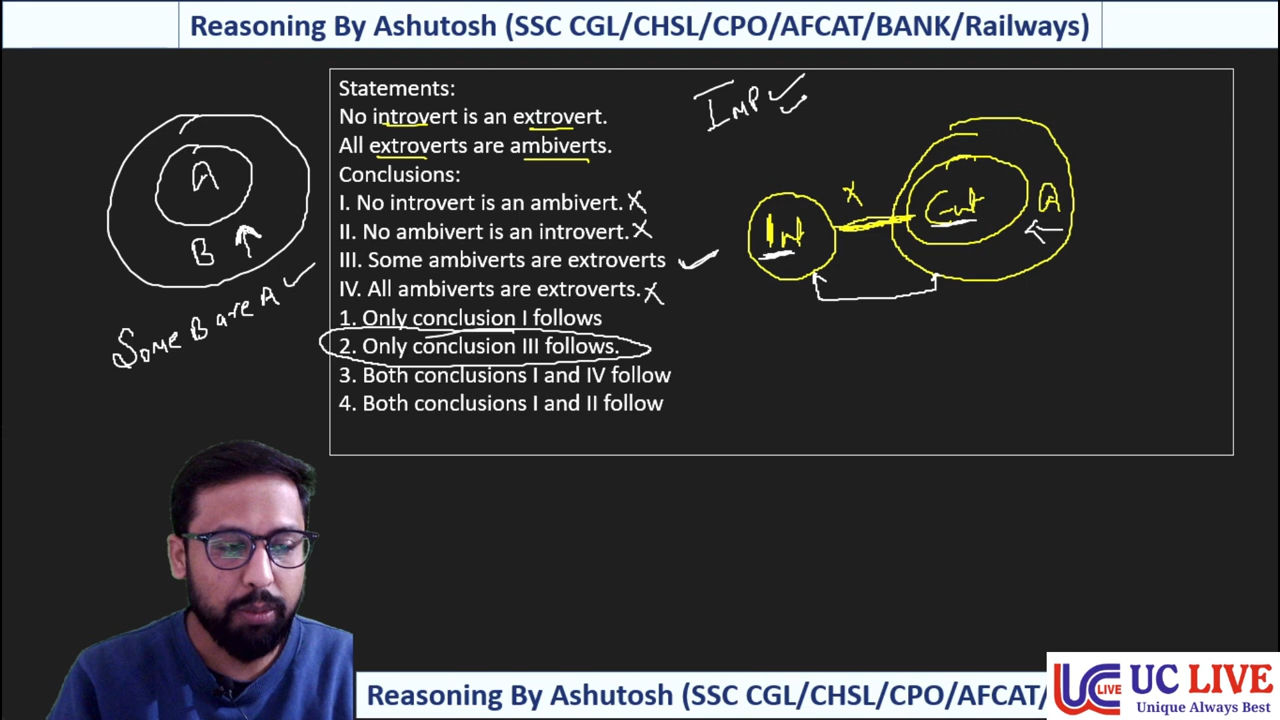 Reasoning By Ashutosh (SSC CGL/CHSL/CPO/AFCAT/BANK/Railways)
Statements:
No introvert is an extrovert.
All extroverts are ambiverts.
Conclusions:
I. No introvert is an ambivert. X
II. No ambivert is an introvert. X
III. Some ambiverts are extroverts
IV. All ambiverts are extroverts. X
1. Only conclusion I follows
2. Only conclusion III follows.
3. Both conclusions I and IV follow
4. Both conclusions I and II follow
IMP
A
B
Some B are A
Int
X
Ext
A
Reasoning By Ashutosh (SSC CGL/CHSL/CPO/AFCAT/
UC LIVE
LIVE
Unique Always Best